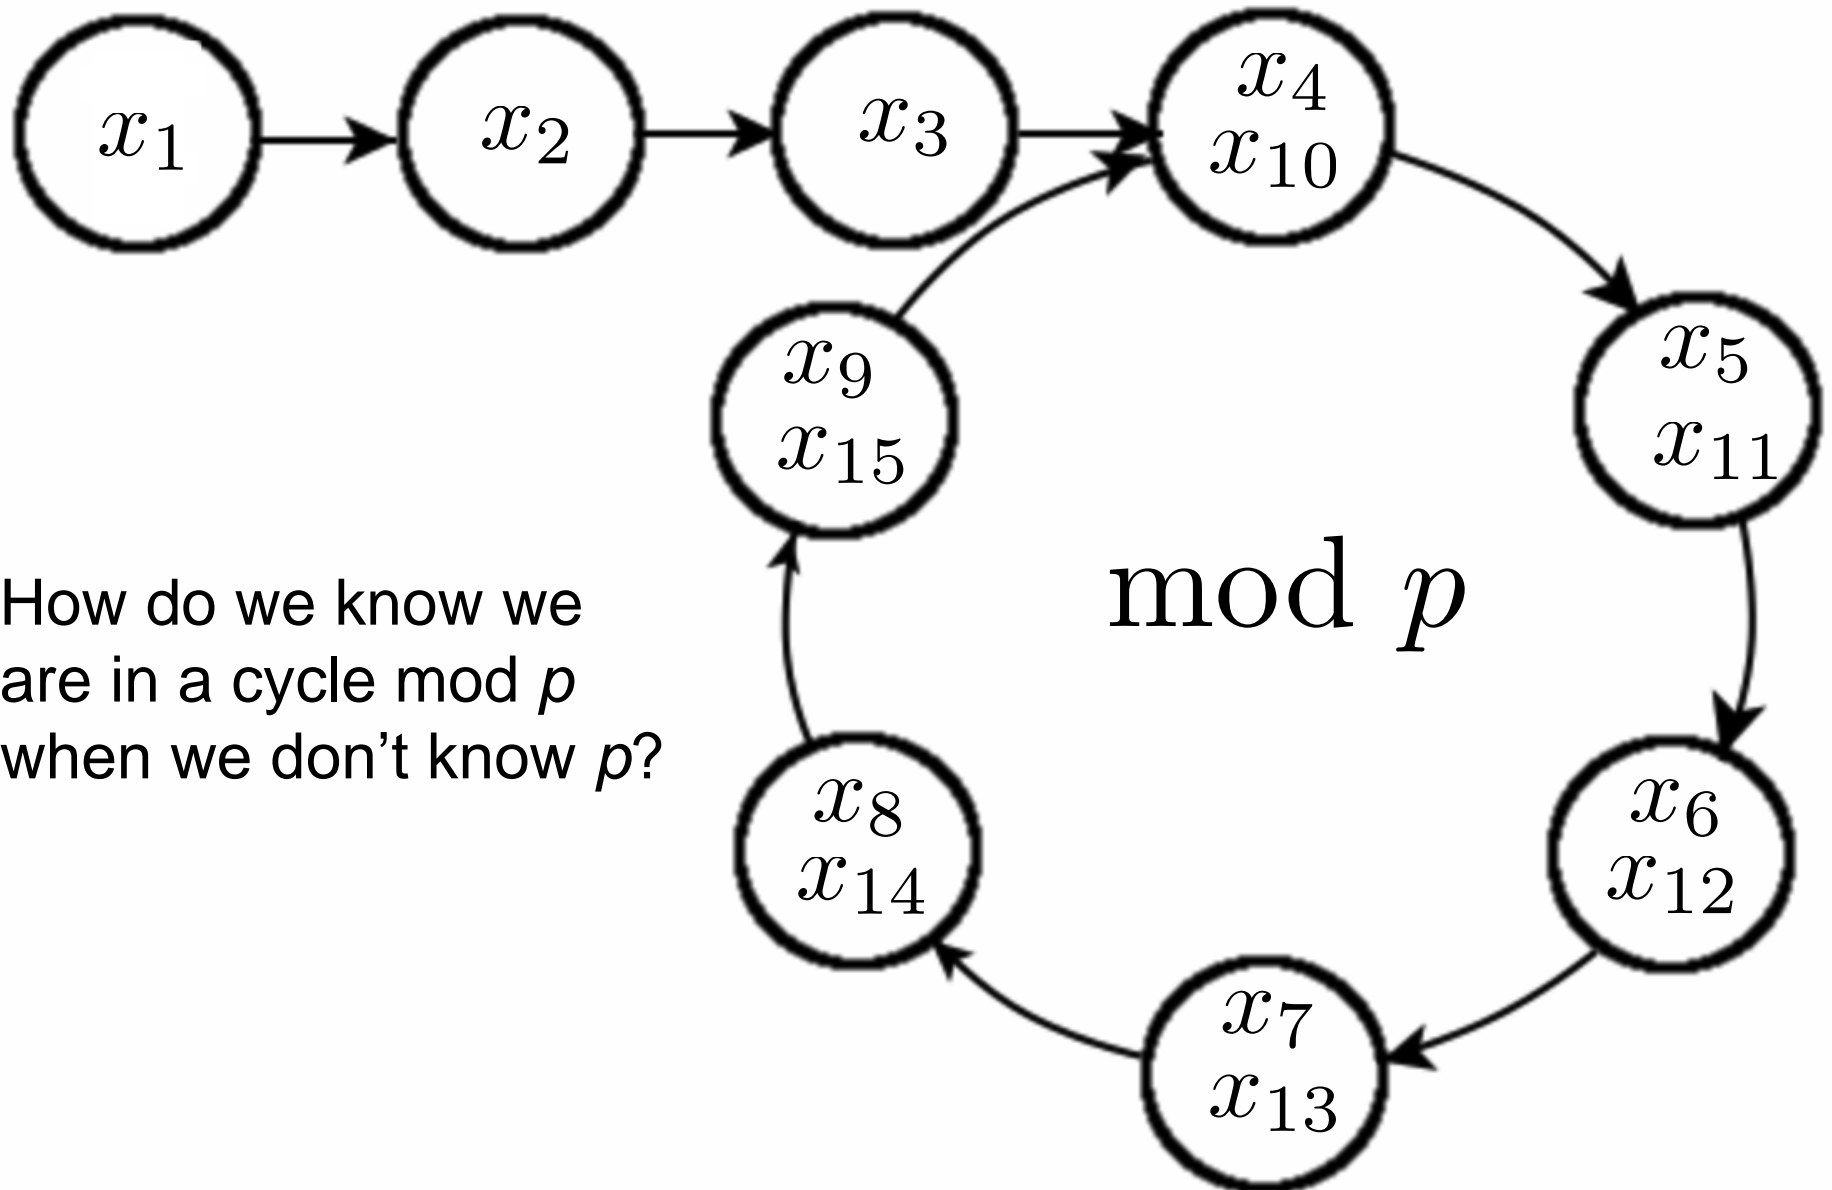 x₁
x₂
x₃
x₄
x₁₀
x₅
x₁₁
x₆
x₁₂
x₇
x₁₃
x₈
x₁₄
x₉
x₁₅
mod p
How do we know we
are in a cycle mod p
when we don’t know p?